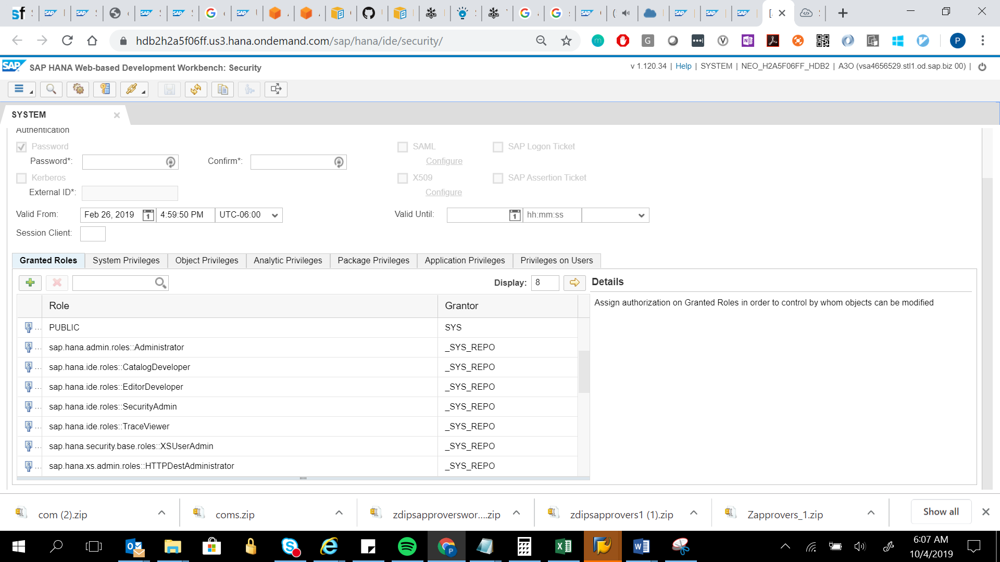 hdb2h2a5f06ff.us3.hana.ondemand.com/sap/hana/ide/security/
SAP SAP HANA Web-based Development Workbench: Security
v 1.120.34 | Help | SYSTEM | NEO_H2A5F06FF_HDB2 | A3O (vsa4656529.stl1.od.sap.biz 00) |
SYSTEM
Authentication
Password SAML SAP Logon Ticket
Password*: Confirm*: Configure
Kerberos X509 SAP Assertion Ticket
External ID*: Configure
Valid From: Feb 26, 2019 4:59:50 PM UTC-06:00 Valid Until: hh:mm:ss
Session Client:
Granted Roles System Privileges Object Privileges Analytic Privileges Package Privileges Application Privileges Privileges on Users
Display: 8 Details
Role Grantor
Assign authorization on Granted Roles in order to control by whom objects can be modified
... PUBLIC SYS
... sap.hana.admin.roles::Administrator _SYS_REPO
... sap.hana.ide.roles::CatalogDeveloper _SYS_REPO
... sap.hana.ide.roles::EditorDeveloper _SYS_REPO
... sap.hana.ide.roles::SecurityAdmin _SYS_REPO
... sap.hana.ide.roles::TraceViewer _SYS_REPO
... sap.hana.security.base.roles::XSUserAdmin _SYS_REPO
... sap.hana.xs.admin.roles::HTTPDestAdministrator _SYS_REPO
com (2).zip coms.zip zdipsapproverswor....zip zdipsapprovers1 (1).zip Zapprovers_1.zip Show all
6:07 AM
10/4/2019